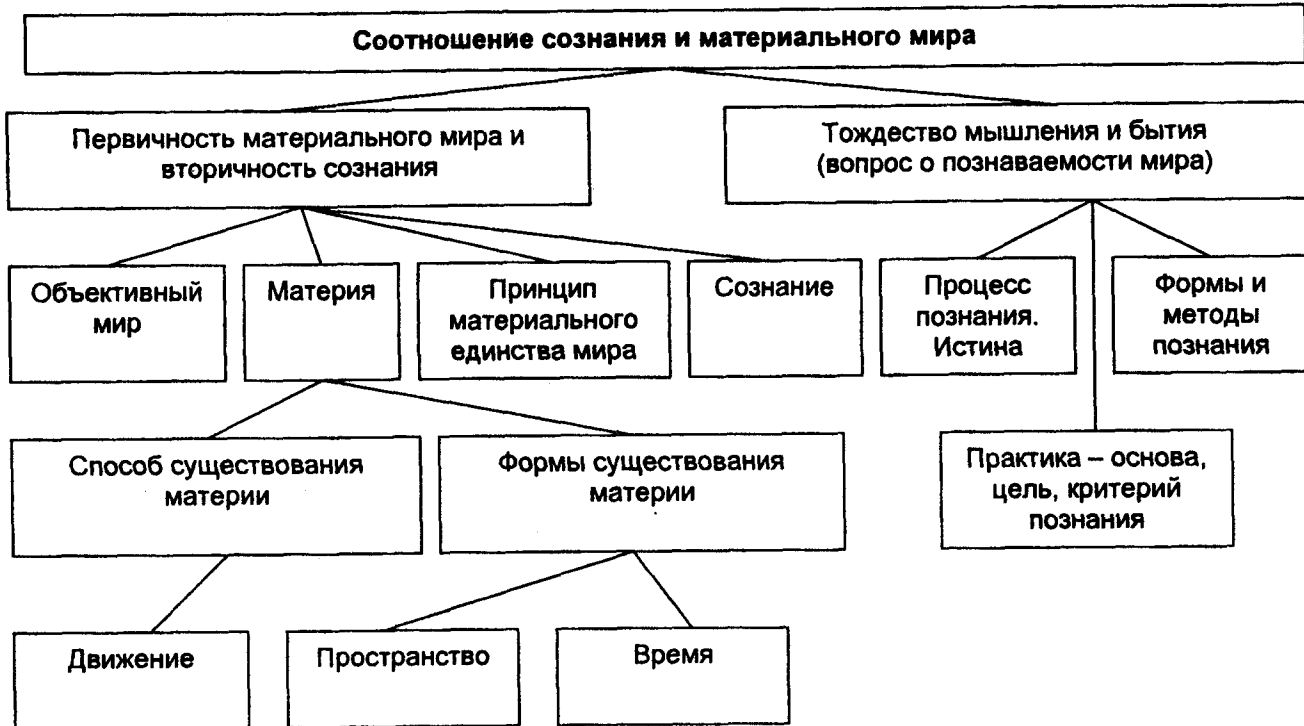 Соотношение сознания и материального мира
Первичность материального мира и
вторичность сознания
Тождество мышления и бытия
(вопрос о познаваемости мира)
Объективный
мир
Материя
Принцип
материального
единства мира
Сознание
Процесс
познания.
Истина
Формы и
методы
познания
Способ существования
материи
Формы существования
материи
Практика – основа,
цель, критерий
познания
Движение
Пространство
Время